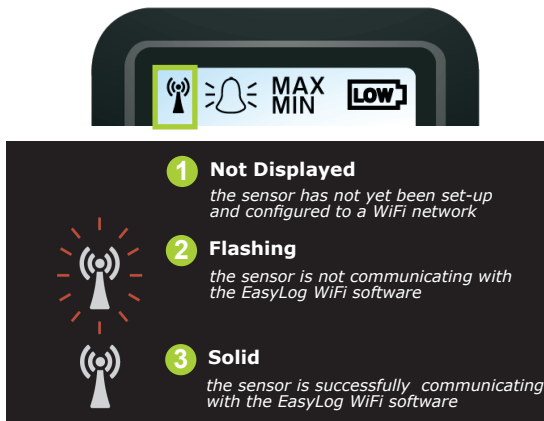 MAX
MIN
LOW
1 Not Displayed
the sensor has not yet been set-up
and configured to a WiFi network
2 Flashing
the sensor is not communicating with
the EasyLog WiFi software
3 Solid
the sensor is successfully communicating
with the EasyLog WiFi software